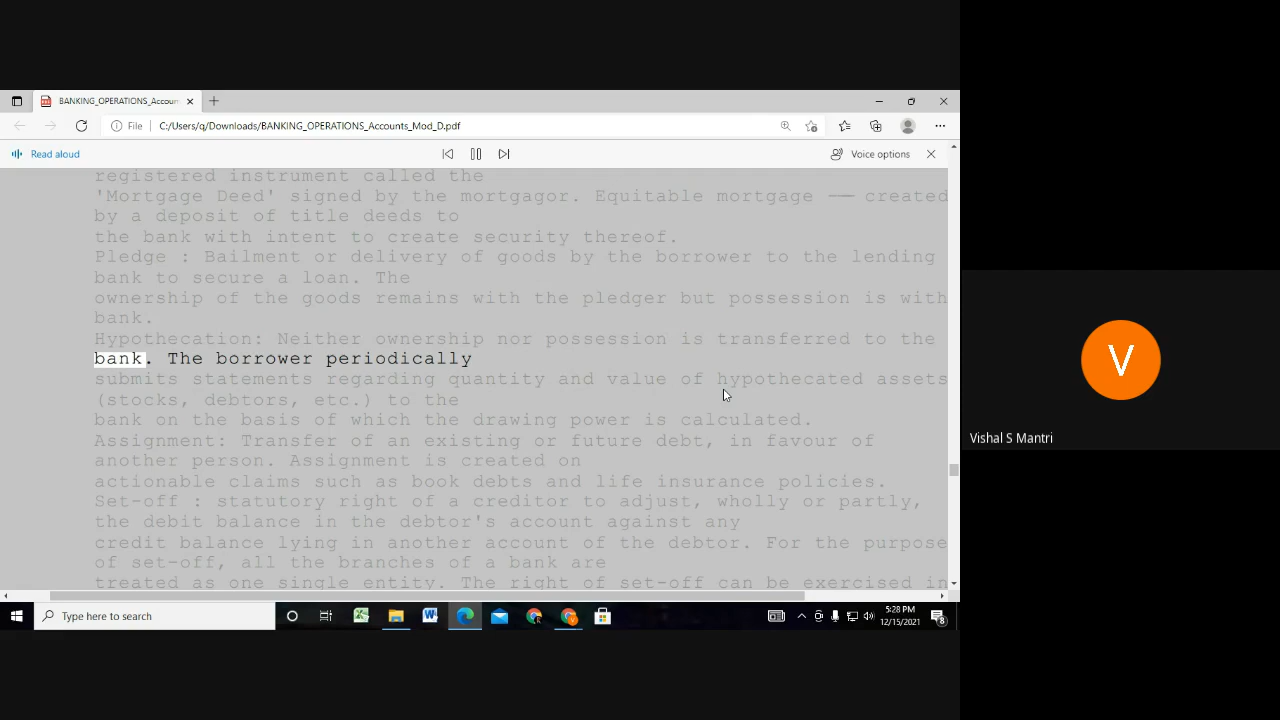 BANKING_OPERATIONS_Accoun
File
C:/Users/q/Downloads/BANKING_OPERATIONS_Accounts_Mod_D.pdf
Read aloud
Voice options
registered instrument called the
'Mortgage Deed' signed by the mortgagor. Equitable mortgage — created
by a deposit of title deeds to
the bank with intent to create security thereof.
Pledge : Bailment or delivery of goods by the borrower to the lending
bank to secure a loan. The
ownership of the goods remains with the pledger but possession is with
bank.
Hypothecation: Neither ownership nor possession is transferred to the
bank. The borrower periodically
submits statements regarding quantity and value of hypothecated assets
(stocks, debtors, etc.) to the
bank on the basis of which the drawing power is calculated.
Assignment: Transfer of an existing or future debt, in favour of
another person. Assignment is created on
actionable claims such as book debts and life insurance policies.
Set-off : statutory right of a creditor to adjust, wholly or partly,
the debit balance in the debtor's account against any
credit balance lying in another account of the debtor. For the purpose
of set-off, all the branches of a bank are
treated as one single entity. The right of set-off can be exercised in
Type here to search
5:28 PM
12/15/2021
8
V
Vishal S Mantri